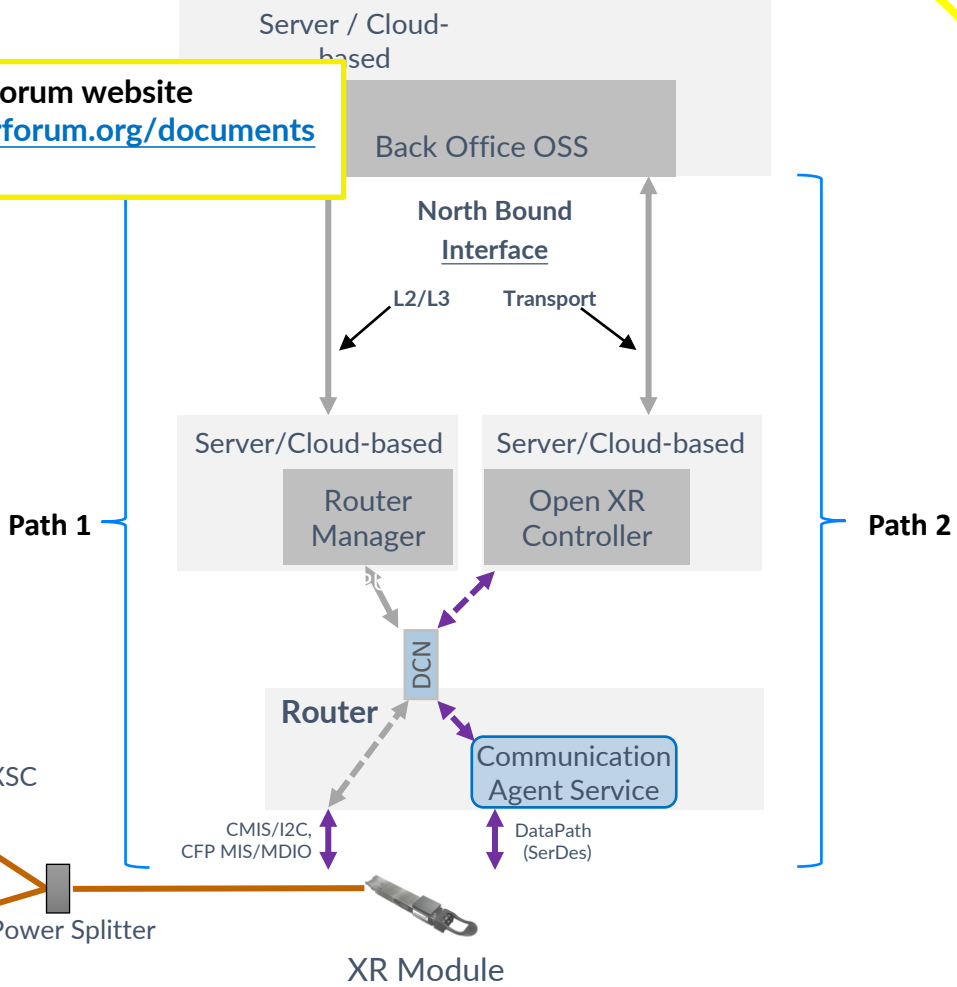 Server / Cloud-
based
orum website
rforum.org/documents
Back Office OSS
North Bound
Interface
L2/L3
Transport
Server/Cloud-based
Server/Cloud-based
Router
Manager
Open XR
Controller
Path 1
Path 2
DCN
Router
Communication
Agent Service
XSC
CMIS/I2C,
CFP MIS/MDIO
DataPath
(SerDes)
Power Splitter
XR Module